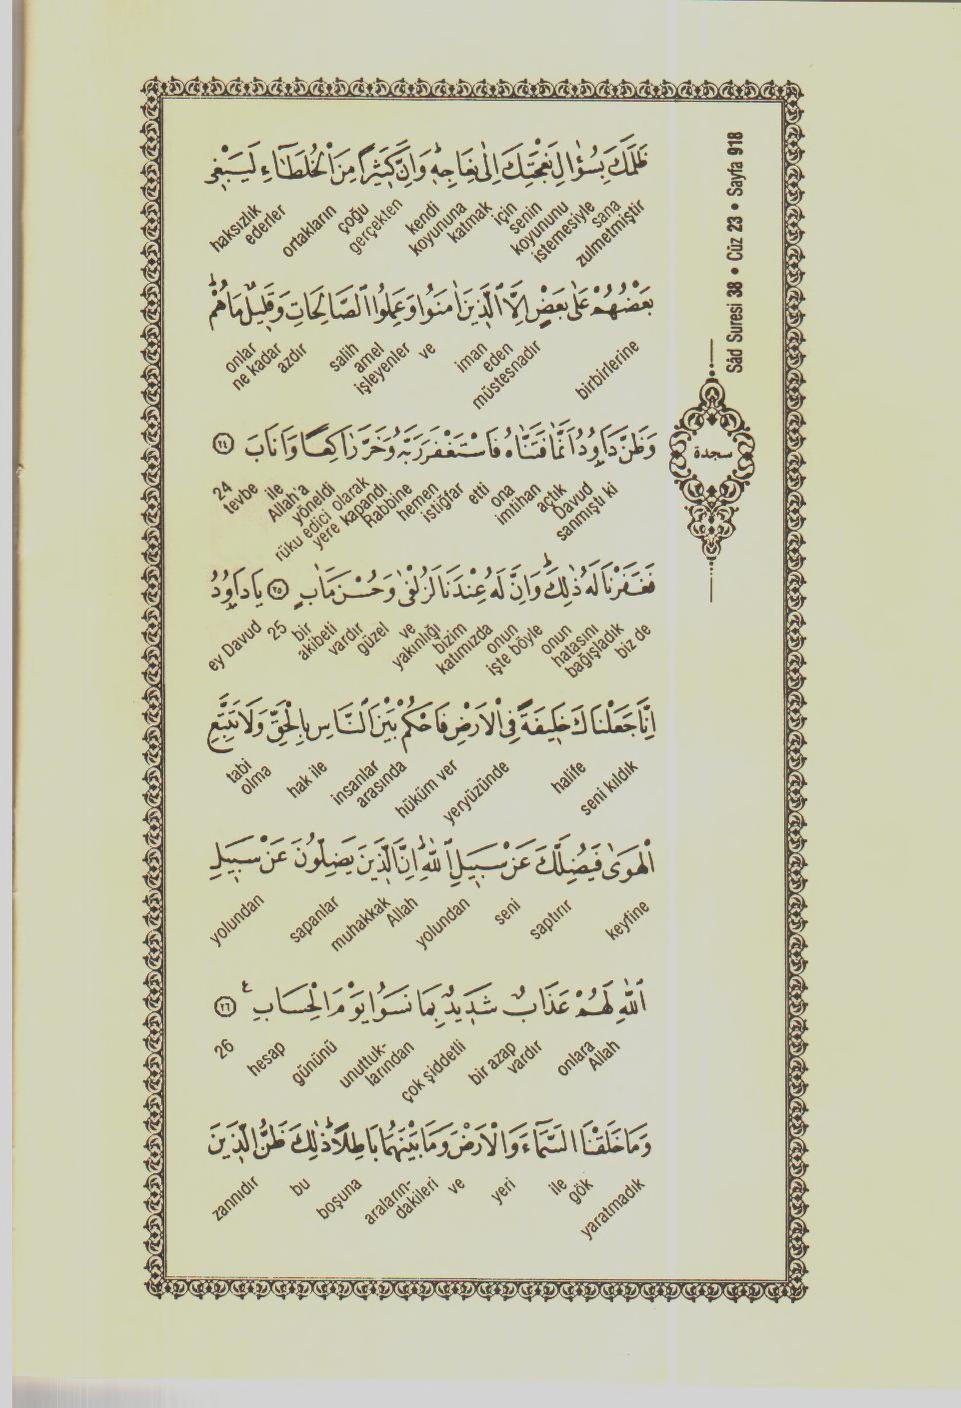 Sâd Suresi 38 • Cüz 23 • Sayfa 918
سجدة
ظَلَمَكَ بِسُؤَالِ نَعْجَتِكَ اِلٰى نِعَاجِهٖ وَاِنَّ كَثِيرًا مِنَ الْخُلَطَاءِ لَيَبْغٖى
zulmetmiştir sana istemesiyle koyununu senin için katmak koyununa kendi gerçekten çoğu ortakların ederler haksızlık
بَعْضُهُمْ عَلٰى بَعْضٍ اِلَّا الَّذٖينَ اٰمَنُوا وَعَمِلُوا الصَّالِحَاتِ وَقَلٖيلٌ مَا هُمْ
birbirlerine müstesnadır eden iman ve işleyenler amel salih azdır ne kadar onlar
وَظَنَّ دَاوُدُ اَنَّمَا فَتَنَّاهُ فَاسْتَغْفَرَ رَبَّهُ وَخَرَّ رَاكِعًا وَاَنَابَ ٢٤
sanmıştı ki Davud açtık imtihan ona etti istiğfar hemen Rabbine yere kapandı rüku edici olarak yöneldi Allah'a ile tevbe 24
فَغَفَرْنَا لَهُ ذٰلِكَ وَاِنَّ لَهُ عِنْدَنَا لَزُلْفٰى وَحُسْنَ مَاٰبٍ ٢٥ يَا دَاوُدُ
biz de bağışladık hatasını onun işte böyle onun katımızda bizim yakınlığı ve güzel vardır akibeti bir 25 ey Davud
اِنَّا جَعَلْنَاكَ خَلٖيفَةً فِى الْاَرْضِ فَاحْكُمْ بَيْنَ النَّاسِ بِالْحَقِّ وَلَا تَتَّبِعِ
seni kıldık halife yeryüzünde hüküm ver arasında insanlar hak ile olma tabi
الْهَوٰى فَيُضِلَّكَ عَنْ سَبٖيلِ اللّٰهِ اِنَّ الَّذٖينَ يَضِلُّونَ عَنْ سَبٖيلِ
keyfine saptırır seni yolundan Allah muhakkak sapanlar yolundan
اللّٰهِ لَهُمْ عَذَابٌ شَدٖيدٌ بِمَا نَسُوا يَوْمَ الْحِسَابِ ع ٢٦
Allah onlara vardır bir azap çok şiddetli unuttuk-larından gününü hesap 26
وَمَا خَلَقْنَا السَّمَاءَ وَالْاَرْضَ وَمَا بَيْنَهُمَا بَاطِلًا ذٰلِكَ ظَنُّ الَّذٖينَ
yaratmadık gök ile yeri ve araların-dakileri boşuna bu zannıdır